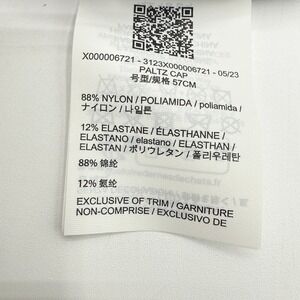 X000006721 - 3123X000006721 - 05/23
PALTZ CAP
号型/规格 57CM
88% NYLON / POLIAMIDA / poliamida /
ナイロン / 나일론
12% ELASTANE / ÉLASTHANNE /
ELASTANO / elastano / ELASTHAN /
ELASTAN / ポリウレタン / 폴리우레탄
88% 锦纶
12% 氨纶
EXCLUSIVE OF TRIM / GARNITURE
NON-COMPRISE / EXCLUSIVO DE